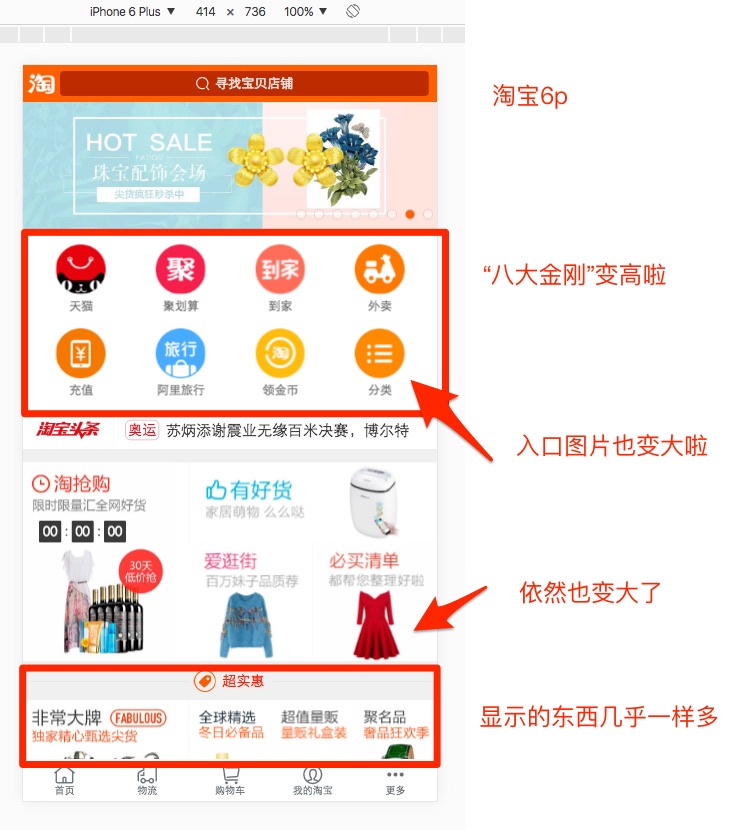 iPhone 6 Plus ▼ 414 × 736 100% ▼
淘 寻找宝贝店铺
淘宝6p
HOT SALE
珠宝配饰会场
尖货疯狂秒杀中
“八大金刚”变高啦
聚 到家
天猫 聚划算 到家 外卖
¥ 旅行 淘
充值 阿里旅行 领金币 分类
淘宝头条 奥运 苏炳添谢震业无缘百米决赛，博尔特
入口图片也变大啦
淘抢购
限时限量汇全网好货
00 : 00 : 00
30天
低价抢
有好货
家居萌物 么么哒
爱逛街
百万妹子品质荐
必买清单
都帮您整理好啦
依然也变大了
超实惠
非常大牌 FABULOUS
独家精心甄选尖货
全球精选
冬日必备品
超值量贩
量贩礼盒装
聚名品
奢品狂欢季
显示的东西几乎一样多
首页 物流 购物车 我的淘宝 更多